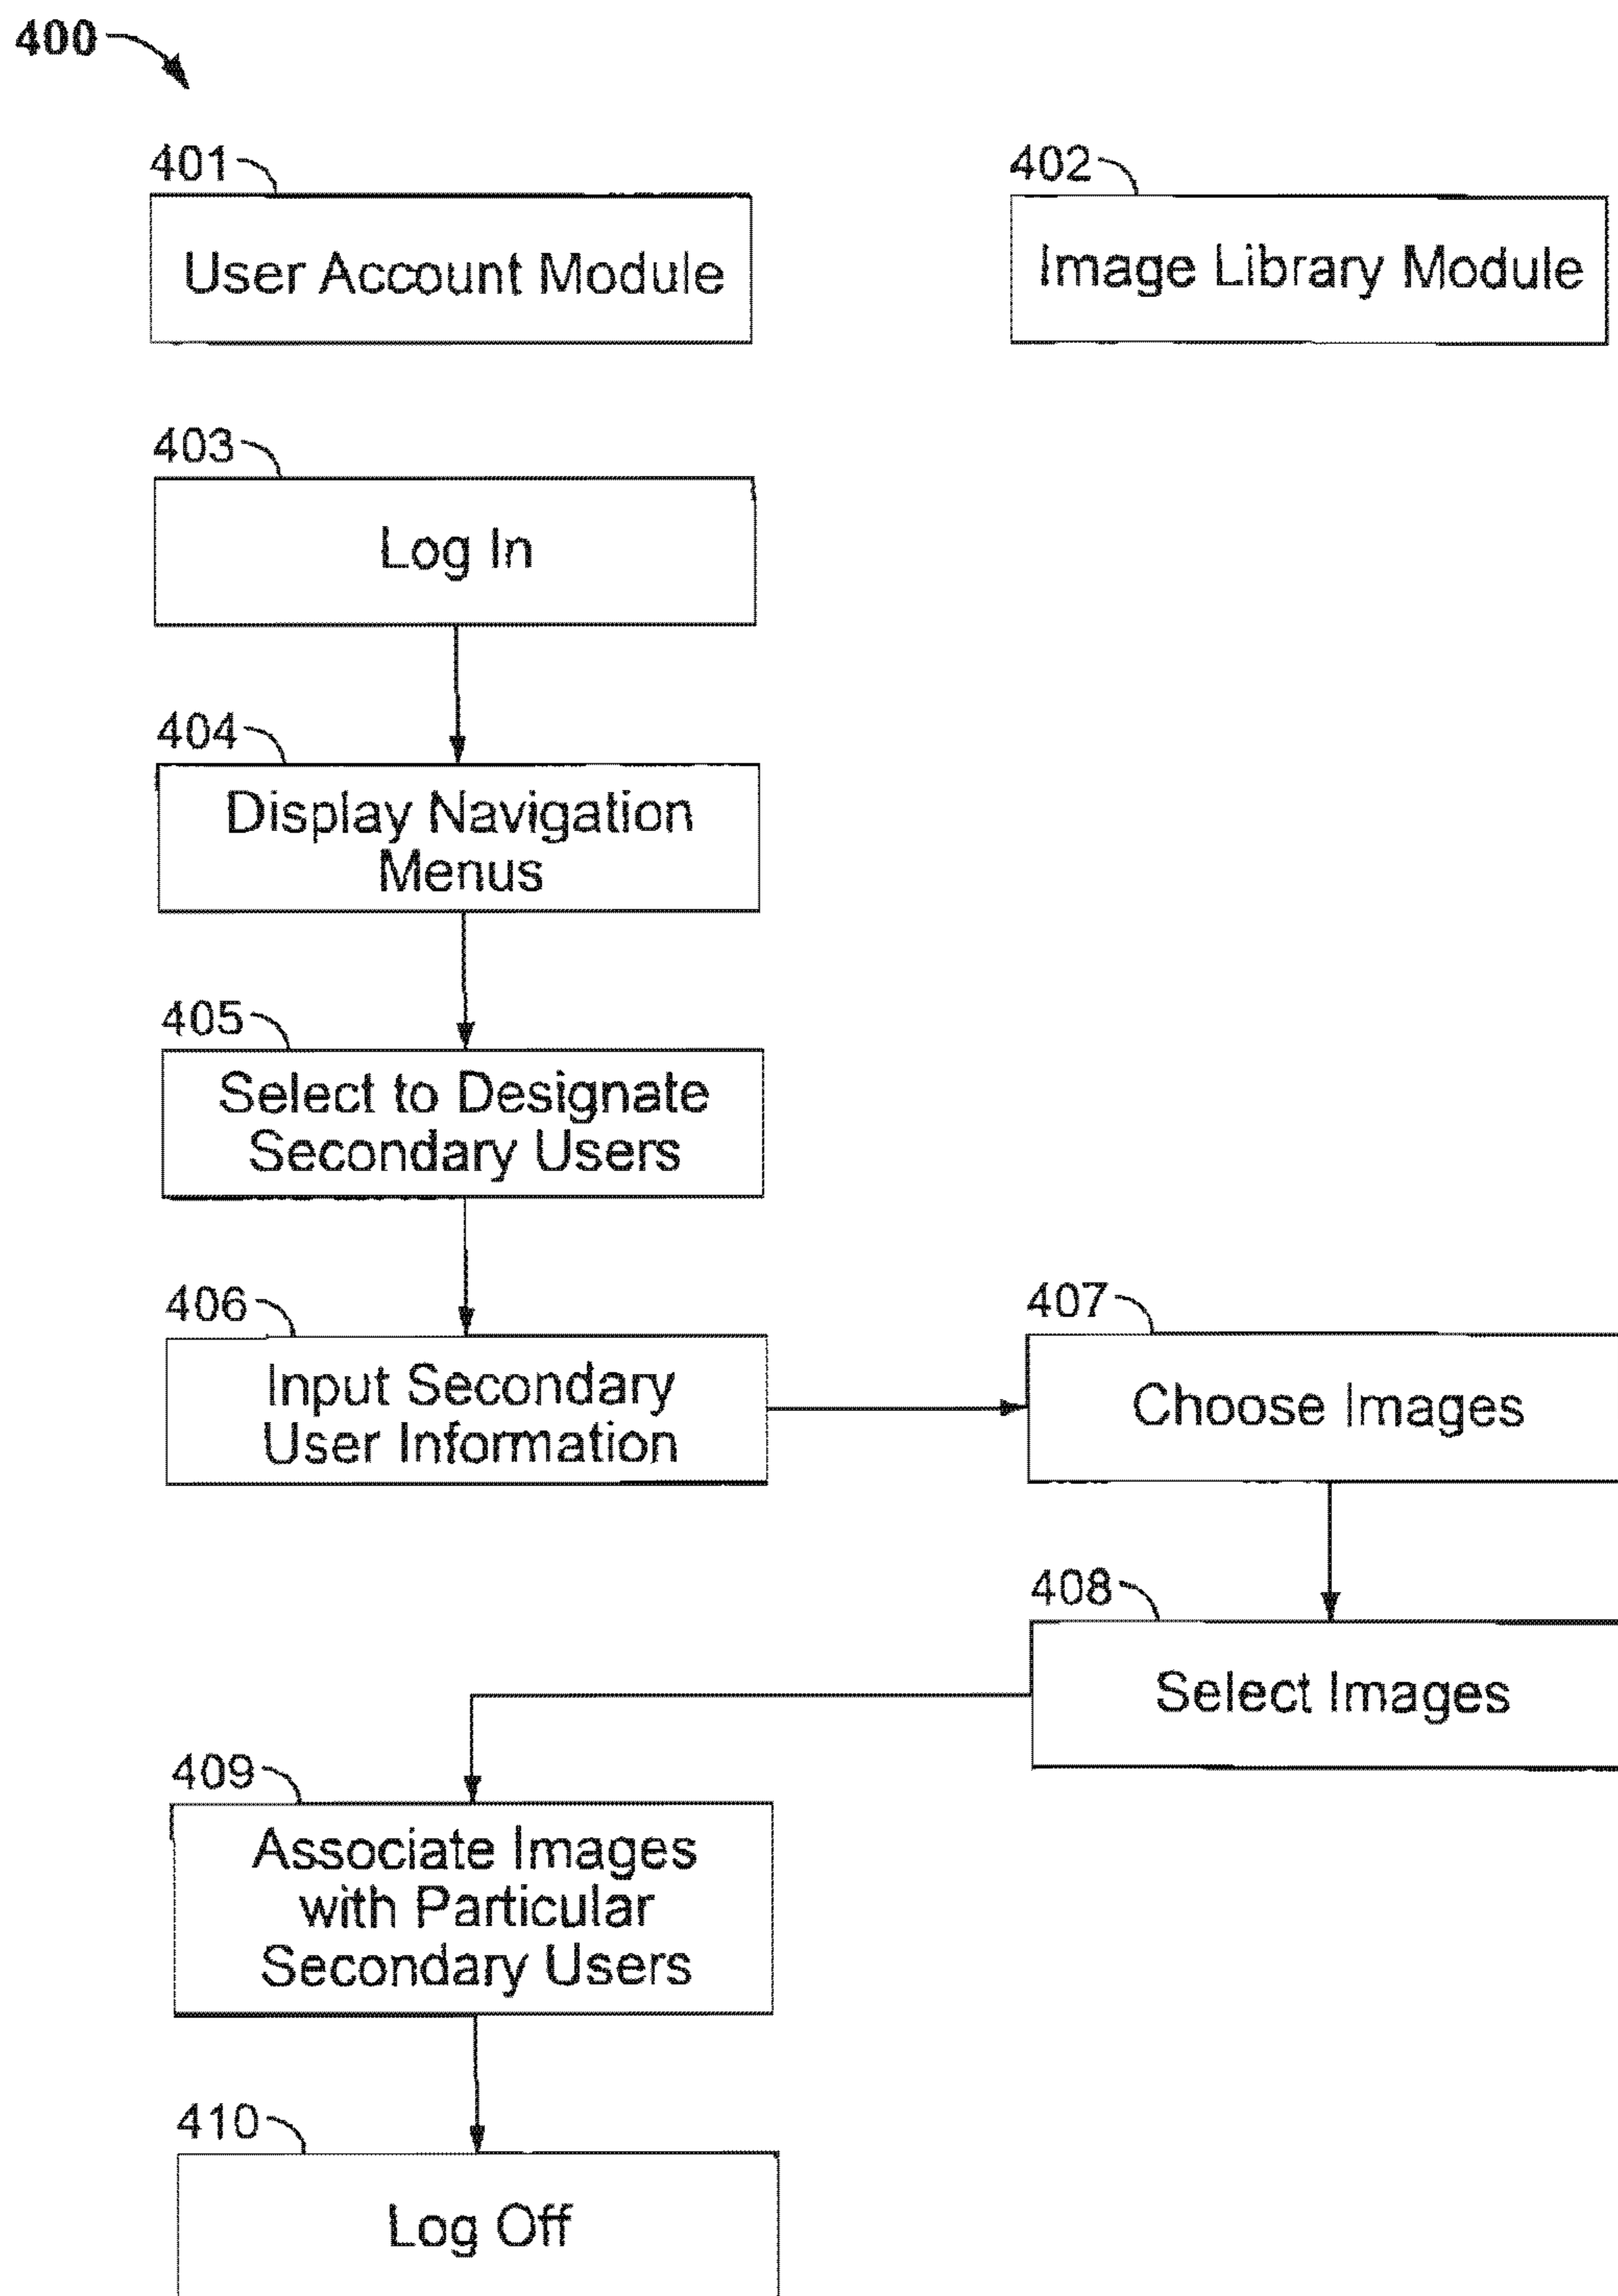 400
401
User Account Module
402
Image Library Module
403
Log In
404
Display Navigation
Menus
405
Select to Designate
Secondary Users
406
Input Secondary
User Information
407
Choose Images
408
Select Images
409
Associate Images
with Particular
Secondary Users
410
Log Off